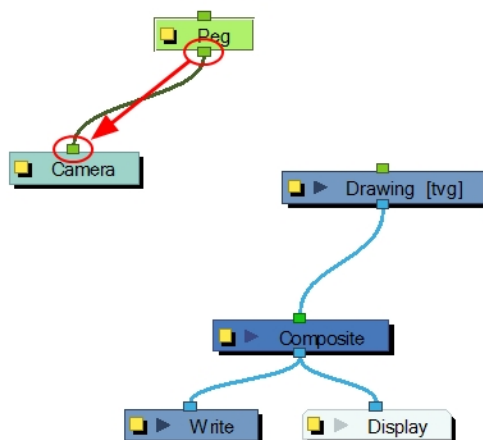 Peg
Camera
Drawing [tvg]
Composite
Write
Display